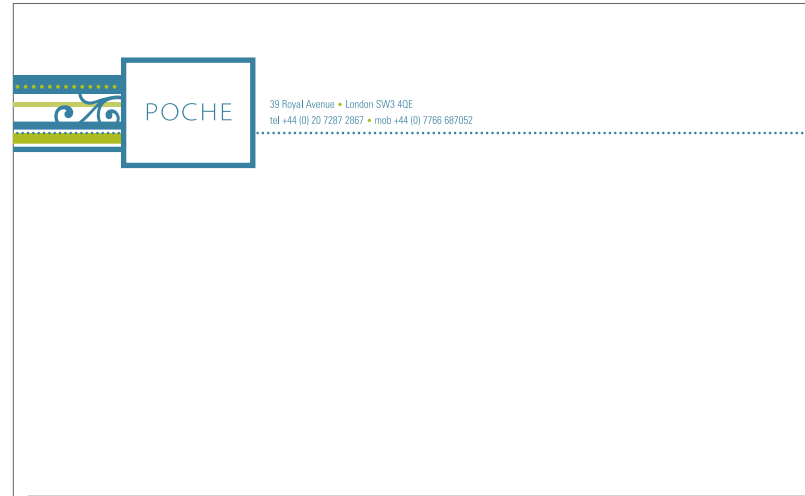 POCHE
39 Royal Avenue • London SW3 4QE
tel +44 (0) 20 7287 2867 • mob +44 (0) 7766 687052